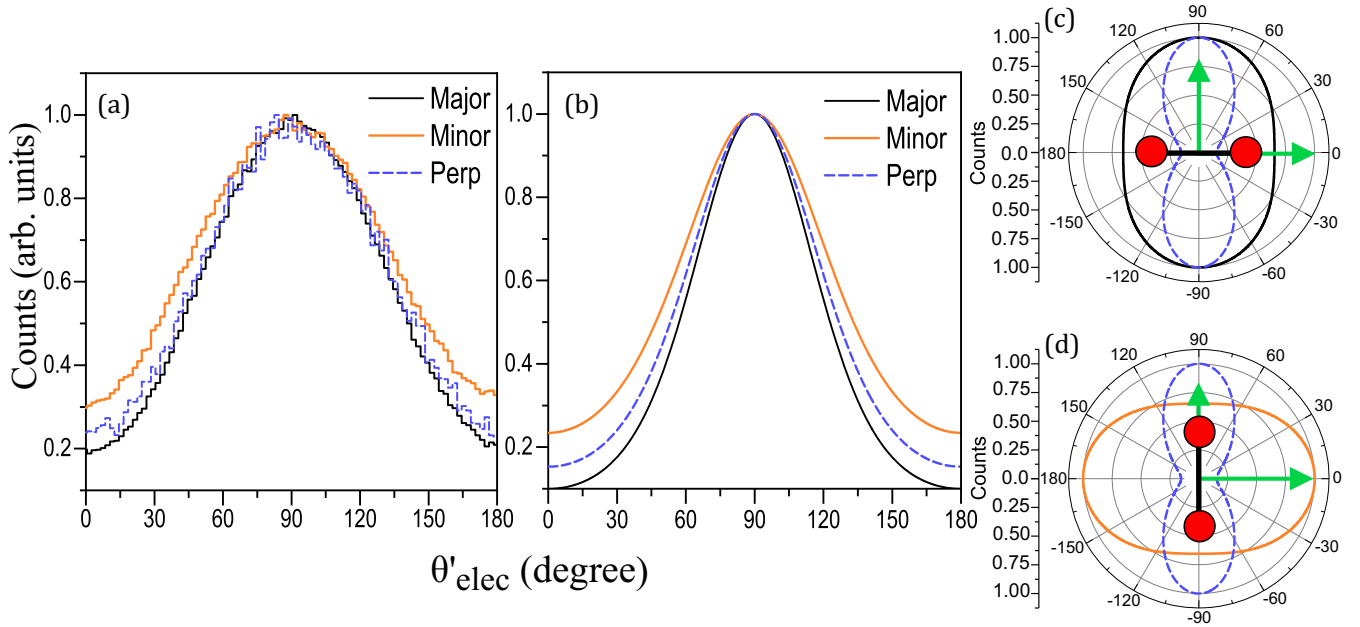 (a)
Major
Minor
Perp
1.0
0.8
0.6
0.4
0.2
0 30 60 90 120 150 180
Counts (arb. units)
(b)
Major
Minor
Perp
1.0
0.8
0.6
0.4
0.2
0 30 60 90 120 150 180
θ'elec (degree)
(c)
1.00
0.75
0.50
0.25
0.0
0.25
0.50
0.75
1.00
Counts
90
120 60
150 30
180 0
-150 -30
-120 -60
-90
(d)
1.00
0.75
0.50
0.25
0.0
0.25
0.50
0.75
1.00
Counts
90
120 60
150 30
180 0
-150 -30
-120 -60
-90